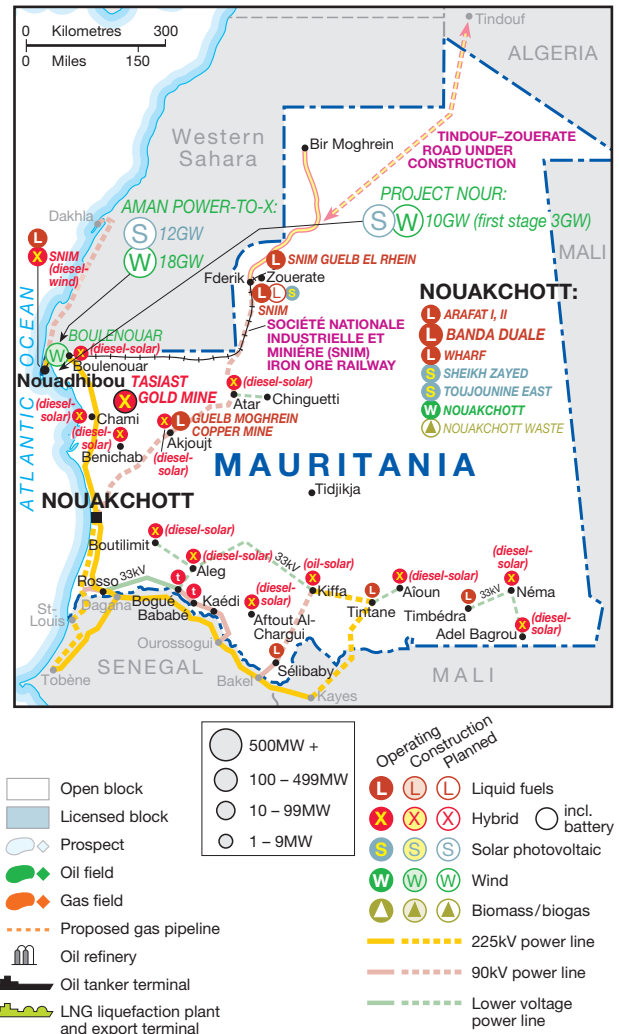 0 Kilometres 300
0 Miles 150
Tindouf
ALGERIA
Western
Sahara
Bir Moghrein
TINDOUF–ZOUERATE
ROAD UNDER
CONSTRUCTION
Dakhla
AMAN POWER-TO-X:
S 12GW
W 18GW
PROJECT NOUR:
S W 10GW (first stage 3GW)
MALI
L
X SNIM
(diesel-
wind)
L SNIM GUELB EL RHEIN
Fderik Zouerate
L L S
SNIM
SOCIÉTÉ NATIONALE
INDUSTRIELLE ET
MINIÉRE (SNIM)
IRON ORE RAILWAY
NOUAKCHOTT:
L ARAFAT I, II
L BANDA DUALE
L WHARF
S SHEIKH ZAYED
S TOUJOUNINE EAST
W NOUAKCHOTT
NOUAKCHOTT WASTE
ATLANTIC OCEAN
BOULENOUAR
W X (diesel-solar)
Boulenouar
Nouadhibou
X TASIAST
GOLD MINE
(diesel-
solar) X
Chami
(diesel-
solar) X
Benichab
X (diesel-solar)
Atar Chinguetti
X L GUELB MOGHREIN
COPPER MINE
Akjoujt
(diesel-
solar)
MAURITANIA
Tidjikja
NOUAKCHOTT
X (diesel-solar)
Boutilimit
X (diesel-solar)
Aleg
33kV
X (oil-solar)
Kiffa
Rosso
33kV
Dagana
St-
Louis
t
Bogué
t
Bababé
Kaédi
X (diesel-
solar)
Aftout Al-
Chargui
L
Tintane
X (diesel-solar)
Aïoun
L
Timbédra
33kV
X (diesel-
solar)
Néma
X (diesel-
solar)
Adel Bagrou
L
Sélibaby
Ourossogui
SENEGAL
Tobène
Bakel
Kayes
MALI
Open block
Licensed block
Prospect
Oil field
Gas field
Proposed gas pipeline
Oil refinery
Oil tanker terminal
LNG liquefaction plant
and export terminal
500MW +
100 – 499MW
10 – 99MW
1 – 9MW
Operating
Construction
Planned
L L L Liquid fuels
X X X Hybrid
incl.
battery
S S S Solar photovoltaic
W W W Wind
Biomass/biogas
225kV power line
90kV power line
Lower voltage
power line